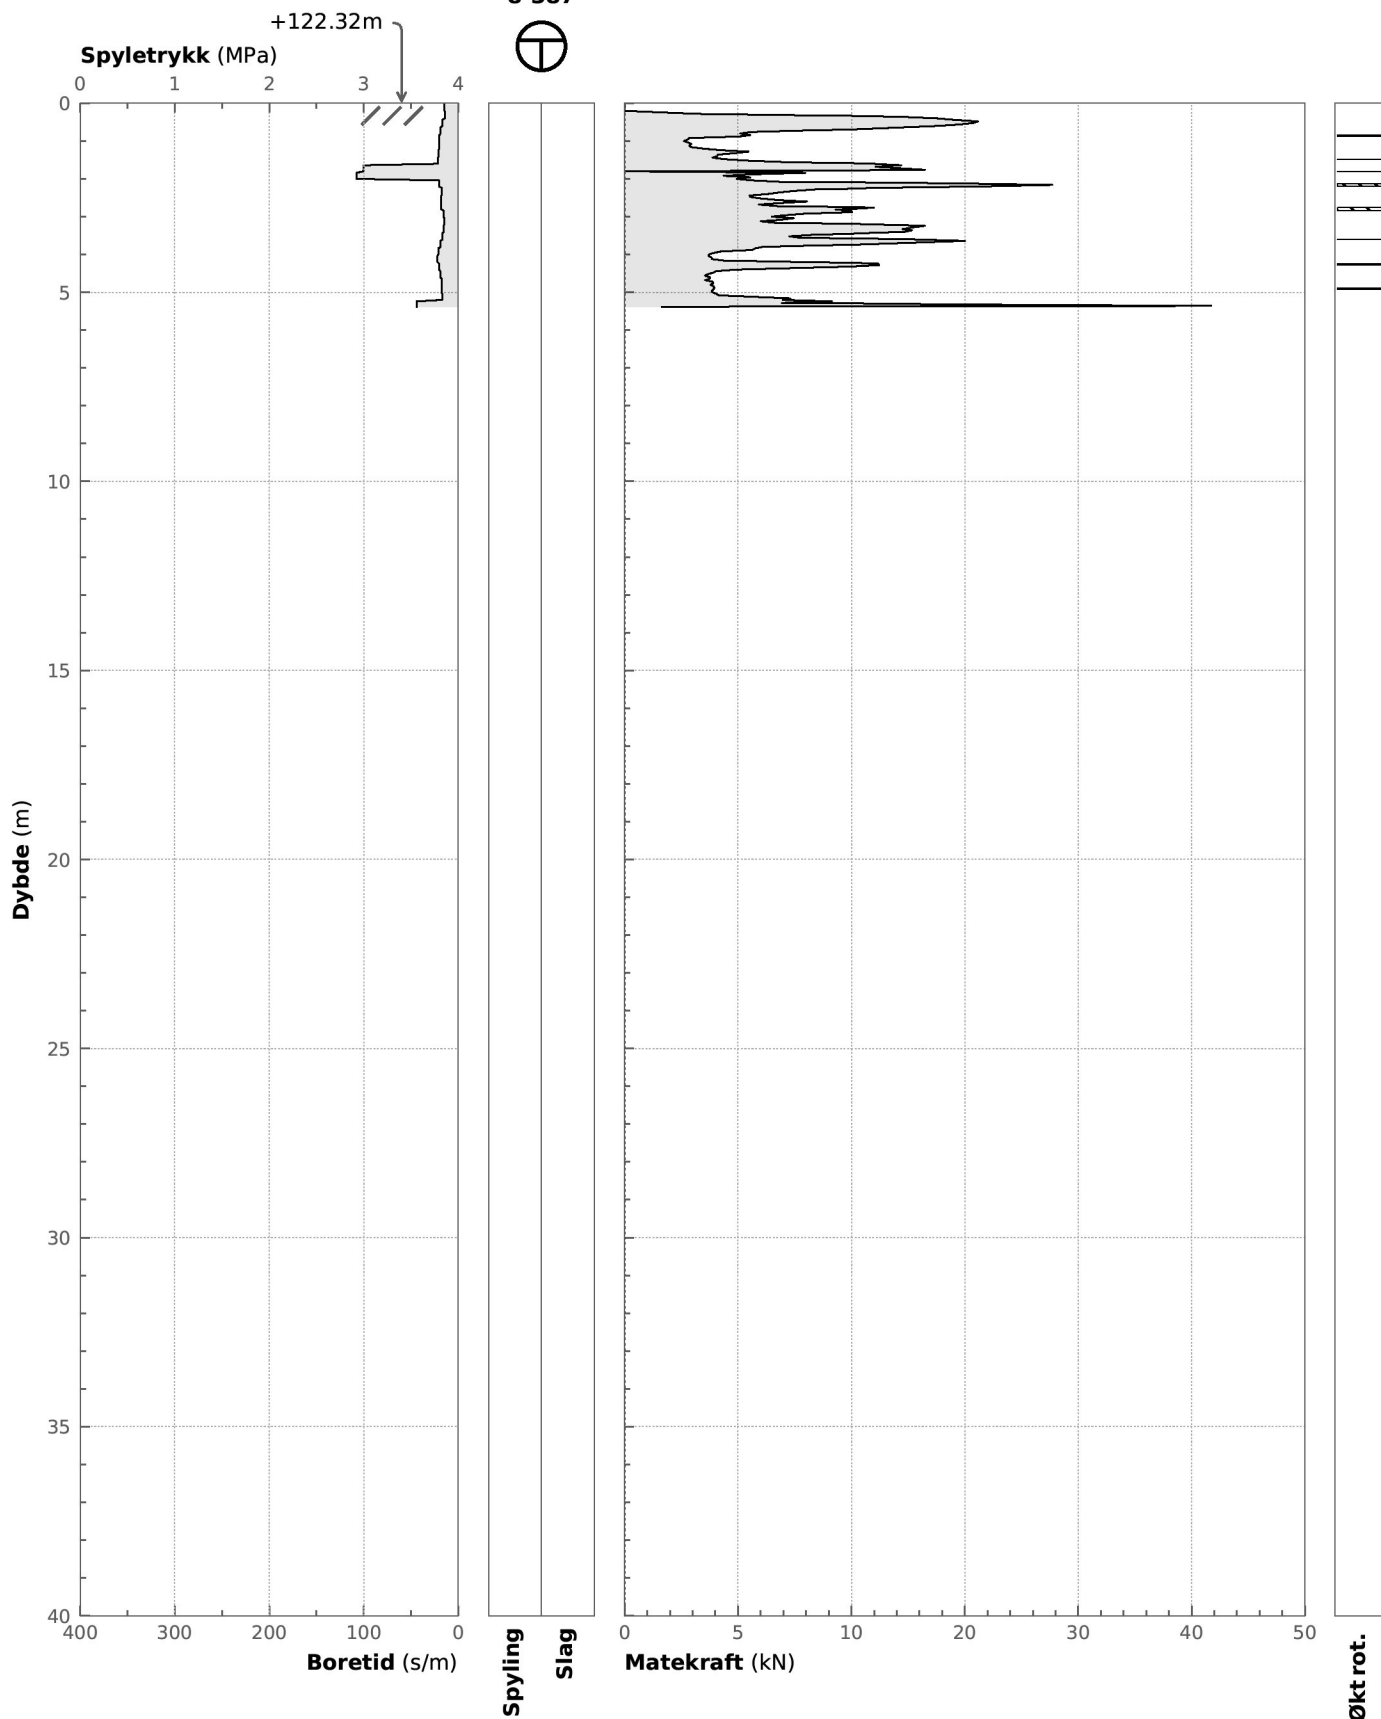 +122.32m
Spyletrykk (MPa)
0 1 2 3 4
0
5
10
15
20
25
30
35
40
Dybde (m)
400 300 200 100 0
Boretid (s/m)
Spyling
Slag
0 5 10 20 30 40 50
Matekraft (kN)
Økt rot.